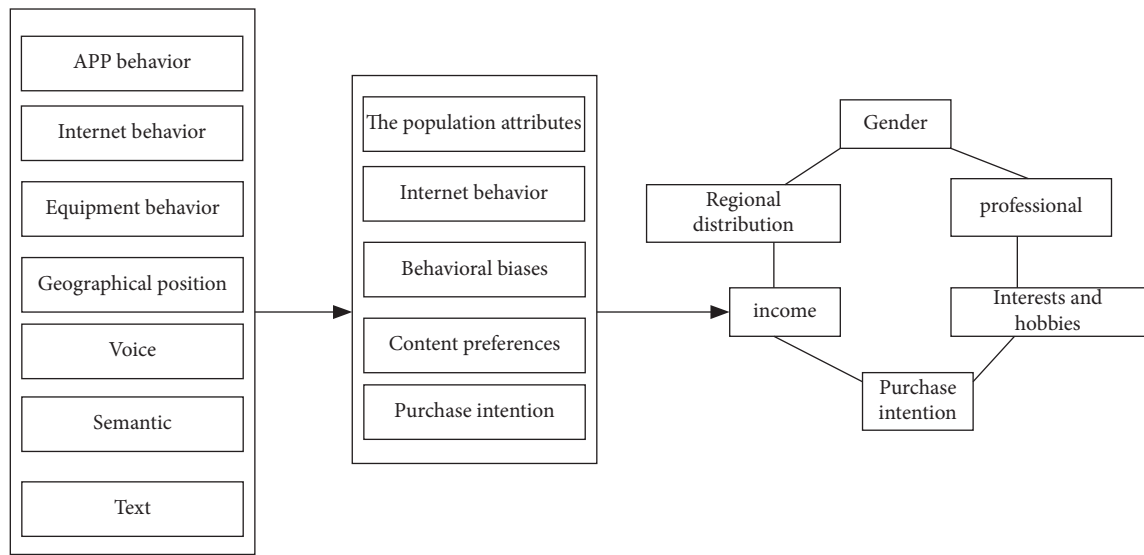 APP behavior
Internet behavior
Equipment behavior
Geographical position
Voice
Semantic
Text
The population attributes
Internet behavior
Behavioral biases
Content preferences
Purchase intention
Gender
Regional
distribution
professional
income
Interests and
hobbies
Purchase
intention